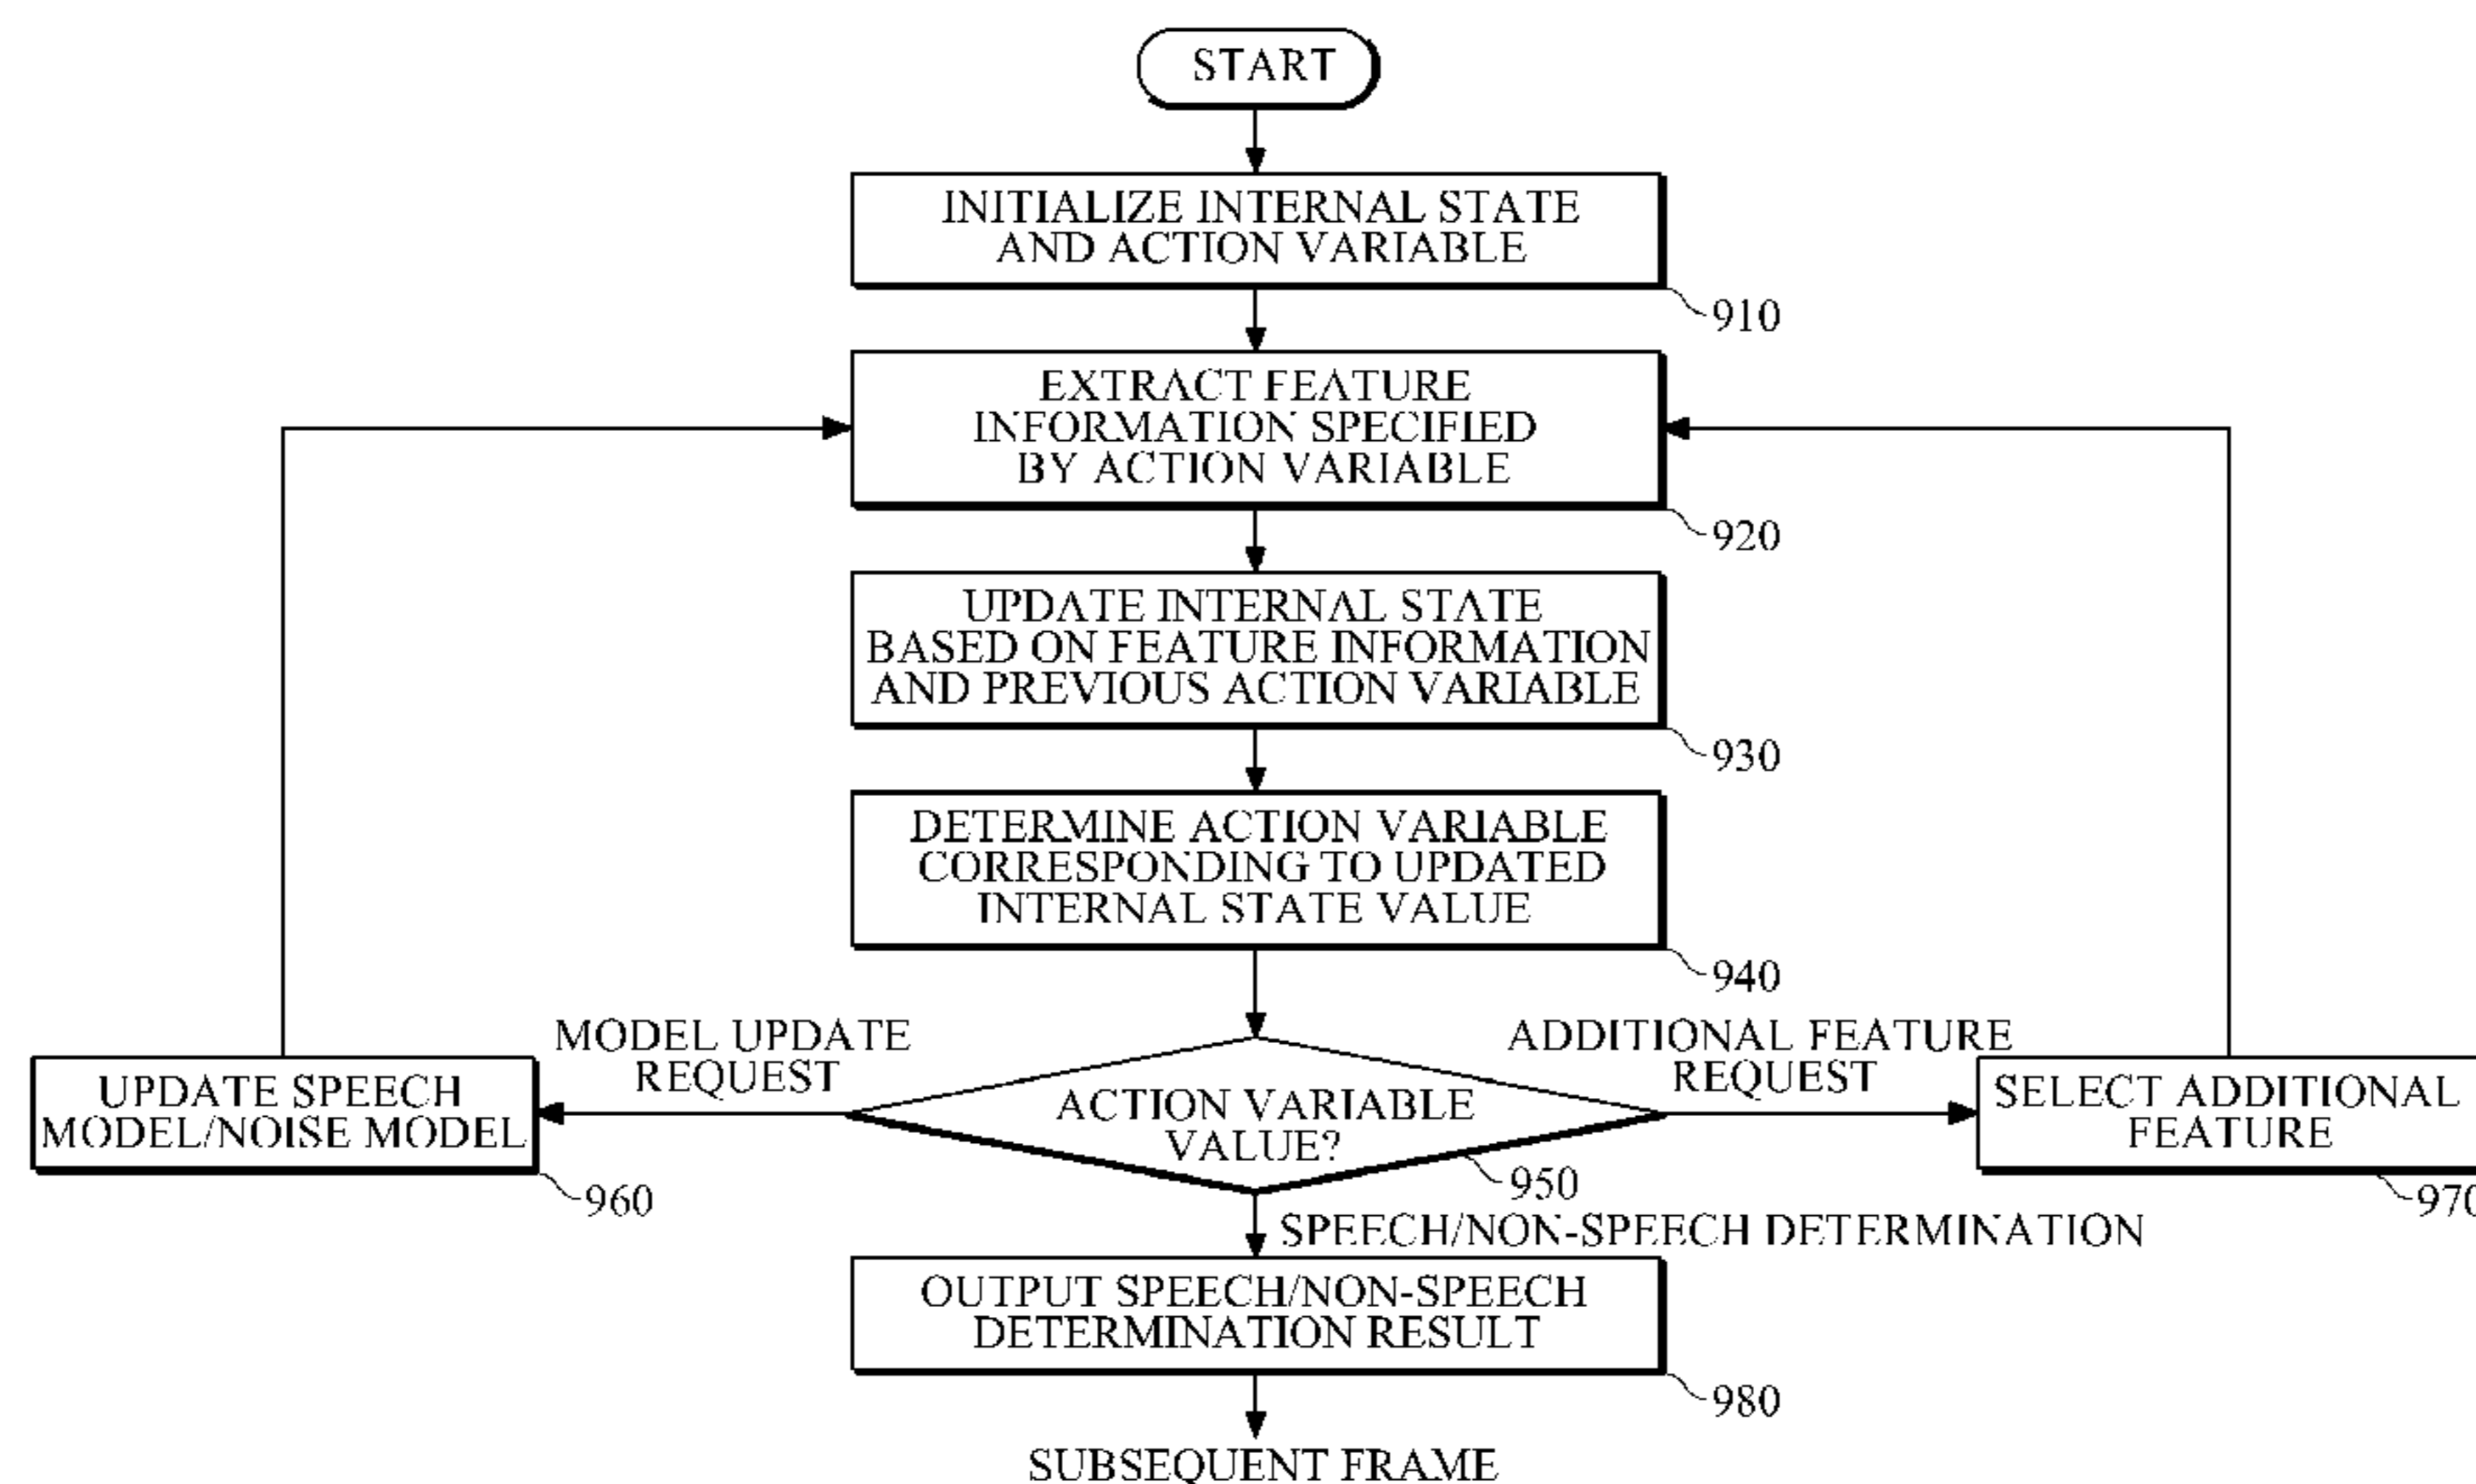 START
INITIALIZE INTERNAL STATE
AND ACTION VARIABLE
910
EXTRACT FEATURE
INFORMATION SPECIFIED
BY ACTION VARIABLE
920
UPDATE INTERNAL STATE
BASED ON FEATURE INFORMATION
AND PREVIOUS ACTION VARIABLE
930
DETERMINE ACTION VARIABLE
CORRESPONDING TO UPDATED
INTERNAL STATE VALUE
940
MODEL UPDATE
REQUEST
ADDITIONAL FEATURE
REQUEST
UPDATE SPEECH
MODEL/NOISE MODEL
960
ACTION VARIABLE
VALUE?
950
SELECT ADDITIONAL
FEATURE
970
SPEECH/NON-SPEECH DETERMINATION
OUTPUT SPEECH/NON-SPEECH
DETERMINATION RESULT
980
SUBSEQUENT FRAME